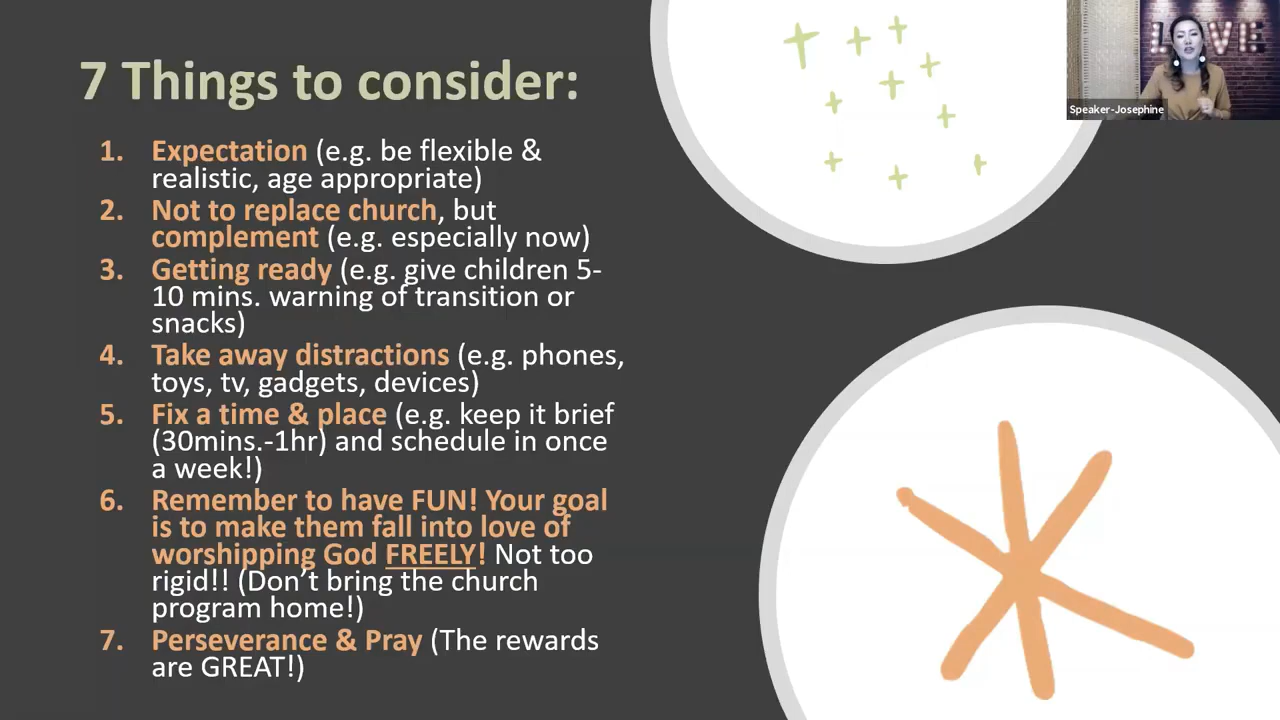 7 Things to consider:
1. Expectation (e.g. be flexible &
realistic, age appropriate)
2. Not to replace church, but
complement (e.g. especially now)
3. Getting ready (e.g. give children 5-
10 mins. warning of transition or
snacks)
4. Take away distractions (e.g. phones,
toys, tv, gadgets, devices)
5. Fix a time & place (e.g. keep it brief
(30mins.-1hr) and schedule in once
a week!)
6. Remember to have FUN! Your goal
is to make them fall into love of
worshipping God FREELY! Not too
rigid!! (Don’t bring the church
program home!)
7. Perseverance & Pray (The rewards
are GREAT!)
LOVE
Speaker-Josephine